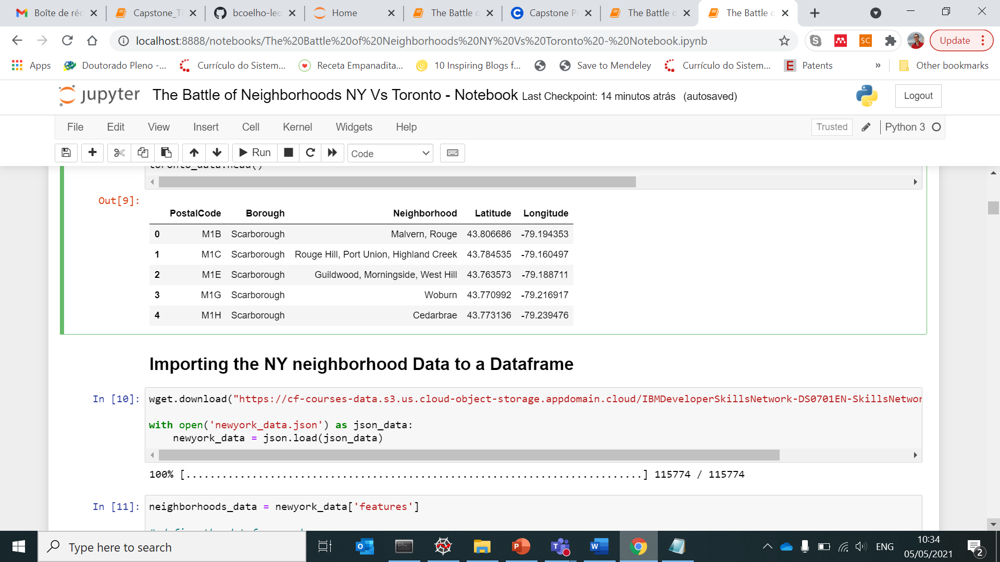 Boîte de réc
Capstone_T
bcoelho-leo
Home
The Battle o
Capstone P
The Battle o
The Battle o
localhost:8888/notebooks/The%20Battle%20of%20Neighborhoods%20NY%20Vs%20Toronto%20-%20Notebook.ipynb
SC
Update
Apps
Doutorado Pleno -...
Currículo do Sistem...
Receta Empanadita...
10 Inspiring Blogs f...
Save to Mendeley
Currículo do Sistem...
E Patents
»
Other bookmarks
jupyter The Battle of Neighborhoods NY Vs Toronto - Notebook Last Checkpoint: 14 minutos atrás (autosaved)
Logout
File Edit View Insert Cell Kernel Widgets Help
Trusted
Python 3
Run
Code
toronto_data.head()
Out[9]:
PostalCode Borough Neighborhood Latitude Longitude
0 M1B Scarborough Malvern, Rouge 43.806686 -79.194353
1 M1C Scarborough Rouge Hill, Port Union, Highland Creek 43.784535 -79.160497
2 M1E Scarborough Guildwood, Morningside, West Hill 43.763573 -79.188711
3 M1G Scarborough Woburn 43.770992 -79.216917
4 M1H Scarborough Cedarbrae 43.773136 -79.239476
Importing the NY neighborhood Data to a Dataframe
In [10]: wget.download("https://cf-courses-data.s3.us.cloud-object-storage.appdomain.cloud/IBMDeveloperSkillsNetwork-DS0701EN-SkillsNetwor
with open('newyork_data.json') as json_data:
newyork_data = json.load(json_data)
100% [............................................................................] 115774 / 115774
In [11]: neighborhoods_data = newyork_data['features']
Type here to search
ENG
10:34
05/05/2021
2